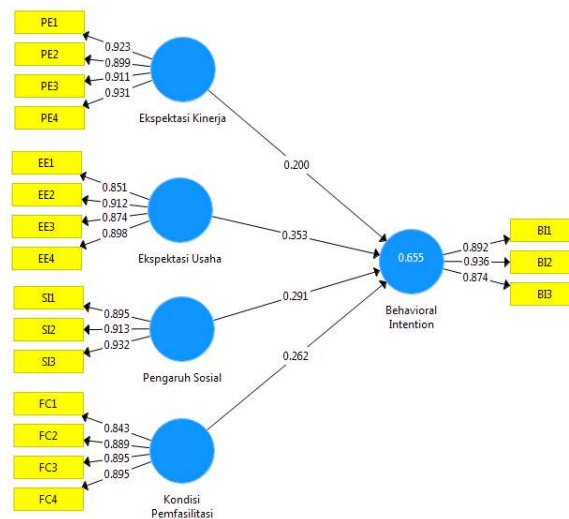 PE1
PE2
PE3
PE4
0.923
0.899
0.911
0.931
Ekspektasi Kinerja
0.200
EE1
EE2
EE3
EE4
0.851
0.912
0.874
0.898
Ekspektasi Usaha
0.353
SI1
SI2
SI3
0.895
0.913
0.932
Pengaruh Sosial
0.291
FC1
FC2
FC3
FC4
0.843
0.889
0.895
0.895
Kondisi
Pemfasilitasi
0.262
0.655
Behavioral
Intention
0.892
0.936
0.874
BI1
BI2
BI3